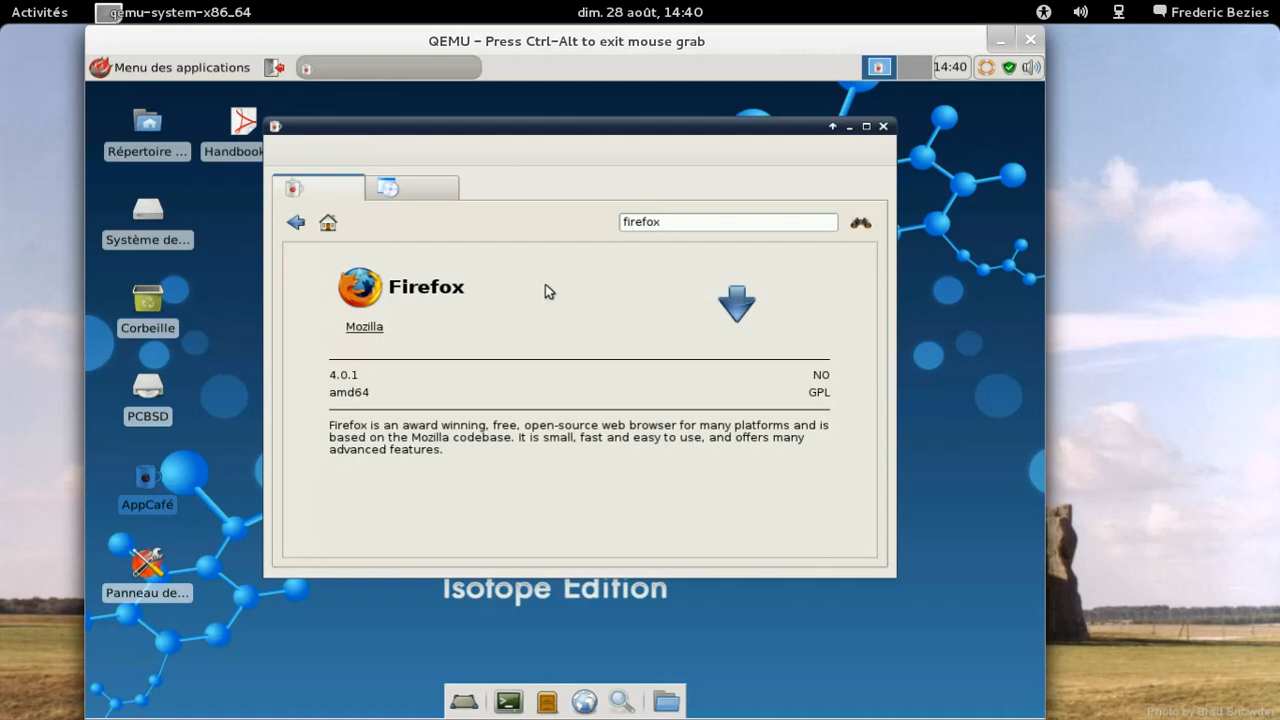 Activités
qemu-system-x86_64
dim. 28 août, 14:40
Frederic Bezies
QEMU - Press Ctrl-Alt to exit mouse grab
Menu des applications
14:40
Répertoire ...
Handbook
firefox
Système de...
Firefox
Mozilla
Corbeille
4.0.1
NO
amd64
GPL
PCBSD
Firefox is an award winning, free, open-source web browser for many platforms and is
based on the Mozilla codebase. It is small, fast and easy to use, and offers many
advanced features.
AppCafé
Panneau de...
Isotope Edition
Photo by Brad Snowder